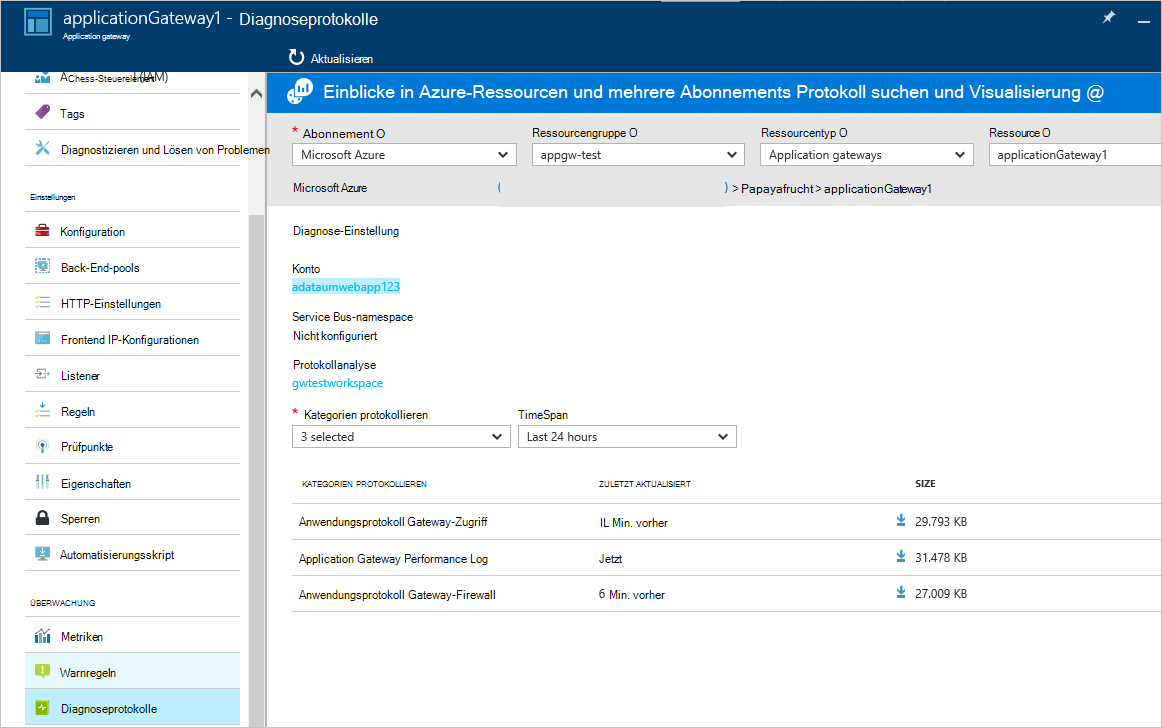 applicationGateway1 - Diagnoseprotokolle
Application gateway
Aktualisieren
AChess-Steuerelement (IAM)
Tags
Diagnostizieren und Lösen von Problemen
Einstellungen
Konfiguration
Back-End-pools
HTTP-Einstellungen
Frontend IP-Konfigurationen
Listener
Regeln
Prüfpunkte
Eigenschaften
Sperren
Automatisierungsskript
ÜBERWACHUNG
Metriken
Warnregeln
Diagnoseprotokolle
Einblicke in Azure-Ressourcen und mehrere Abonnements Protokoll suchen und Visualisierung @
* Abonnement O Ressourcengruppe O Ressourcentyp O Ressource O
Microsoft Azure appgw-test Application gateways applicationGateway1
Microsoft Azure ( ) > Papayafrucht > applicationGateway1
Diagnose-Einstellung
Konto
adataumwebapp123
Service Bus-namespace
Nicht konfiguriert
Protokollanalyse
gwtestworkspace
* Kategorien protokollieren TimeSpan
3 selected Last 24 hours
KATEGORIEN PROTOKOLLIEREN ZULETZT AKTUALISIERT SIZE
Anwendungsprotokoll Gateway-Zugriff IL Min. vorher 29.793 KB
Application Gateway Performance Log Jetzt 31.478 KB
Anwendungsprotokoll Gateway-Firewall 6 Min. vorher 27.009 KB